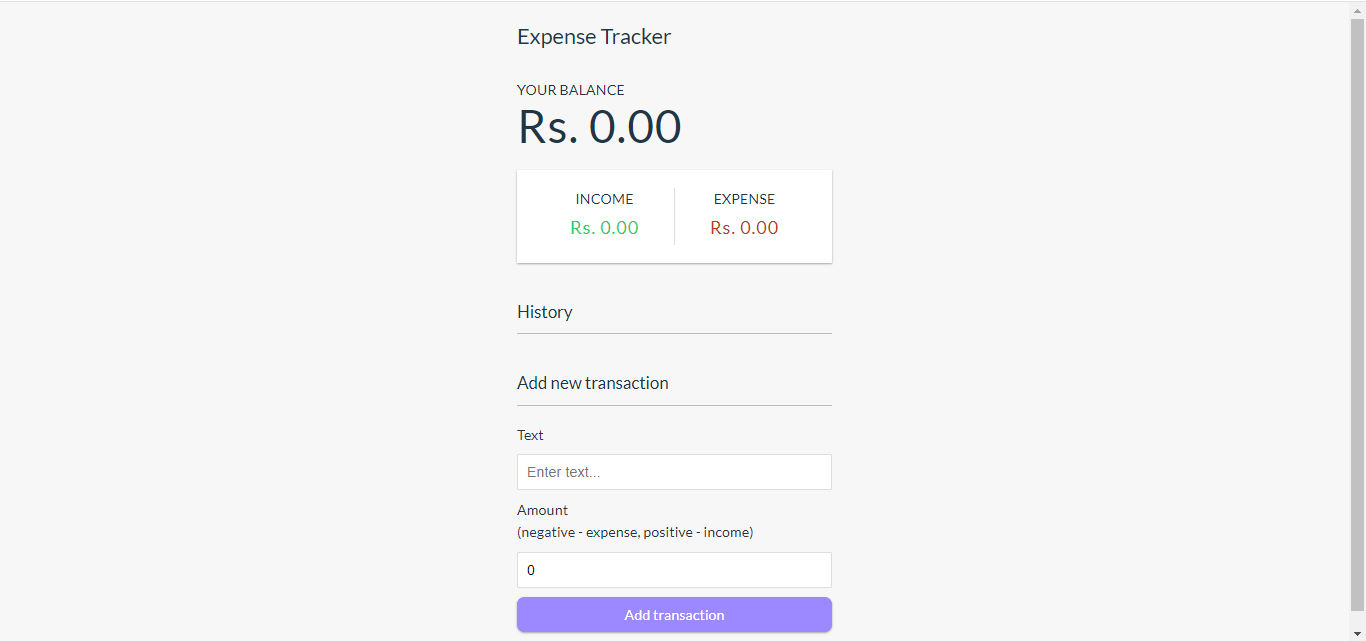 Expense Tracker
YOUR BALANCE
Rs. 0.00
INCOME
EXPENSE
Rs. 0.00
Rs. 0.00
History
Add new transaction
Text
Enter text...
Amount
(negative - expense, positive - income)
0
Add transaction